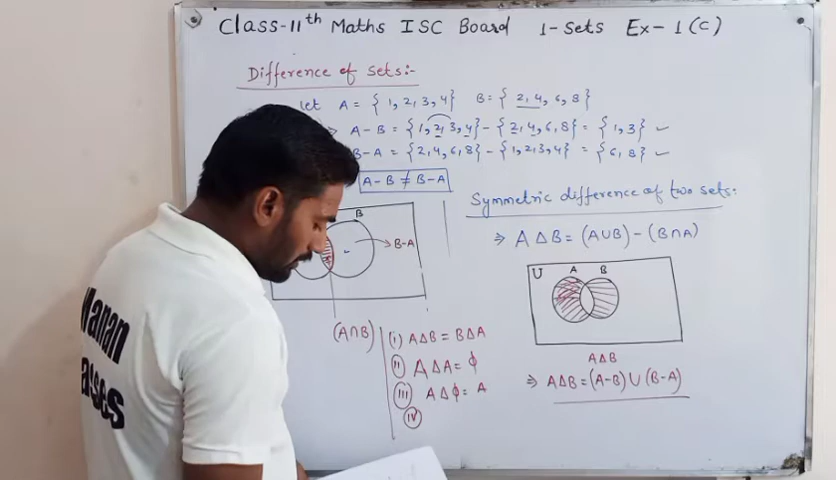 Class-11th Maths ISC Board 1-Sets Ex-1(C)
Difference of sets:-
let A = {1, 2, 3, 4} B = {2, 4, 6, 8}
A-B = {1, 2, 3, 4} - {2, 4, 6, 8} = {1, 3} ✓
B-A = {2, 4, 6, 8} - {1, 2, 3, 4} = {6, 8} ✓
A-B ≠ B-A
B
B-A
(A∩B)
(i) AΔB = BΔA
(ii) AΔA = ϕ
(iii) AΔϕ = A
(iv)
Symmetric difference of two sets:
⇒ AΔB = (A∪B) - (B∩A)
U A B
AΔB
⇒ AΔB = (A-B) ∪ (B-A)
Manan